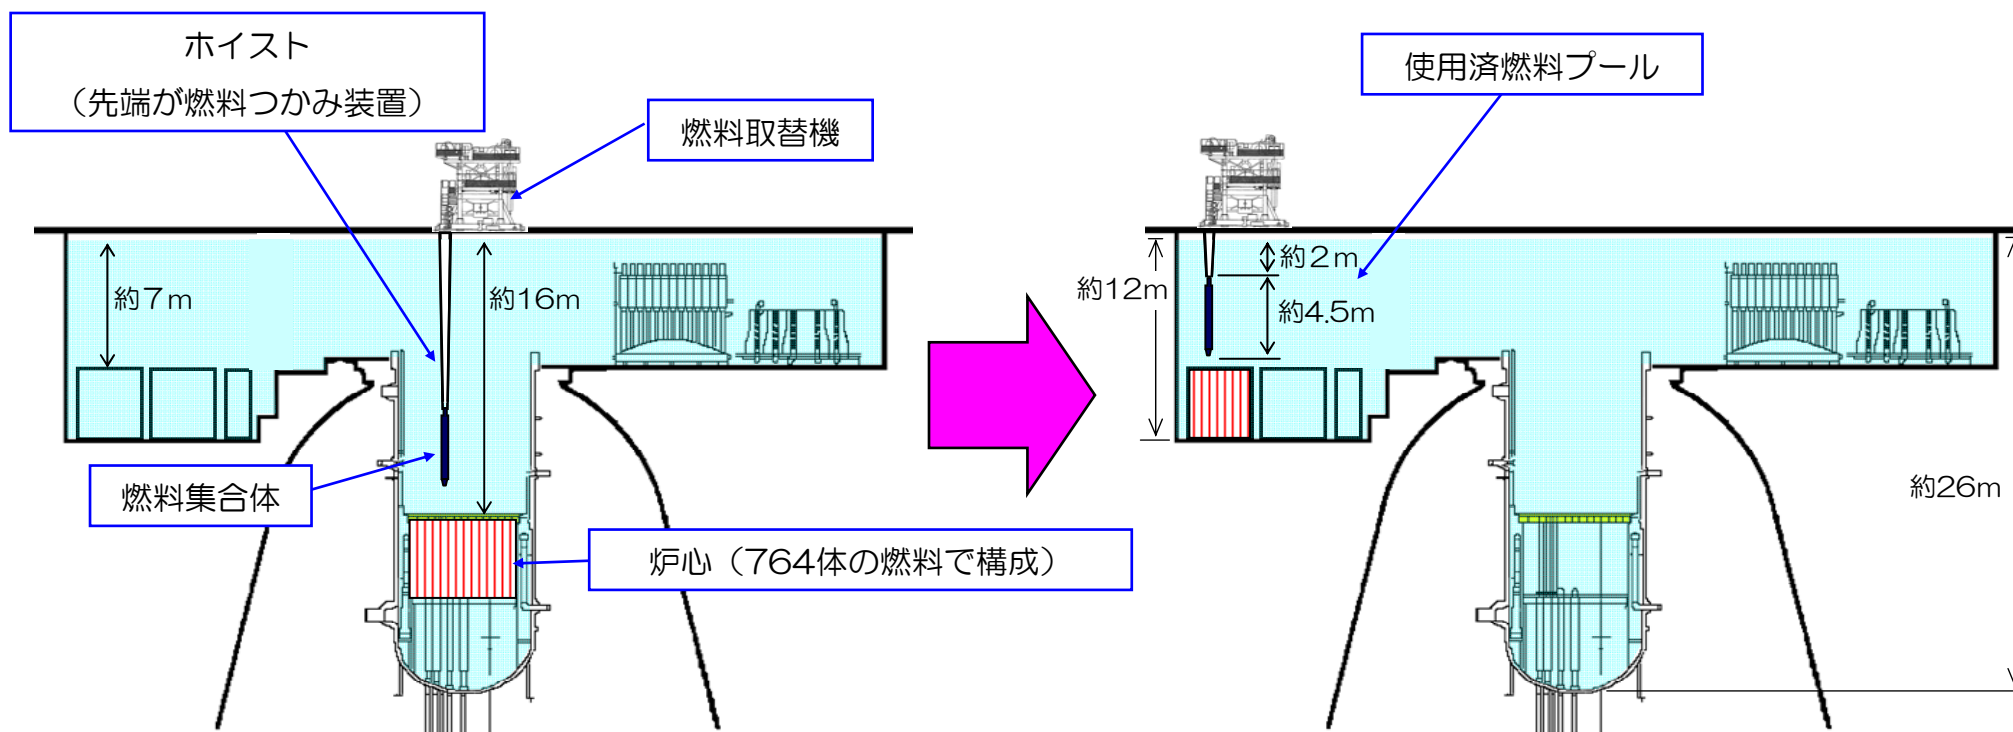 ホイスト
（先端が燃料つかみ装置）
燃料取替機
約7m
約16m
燃料集合体
炉心（764体の燃料で構成）
使用済燃料プール
約2m
約12m
約4.5m
約26m